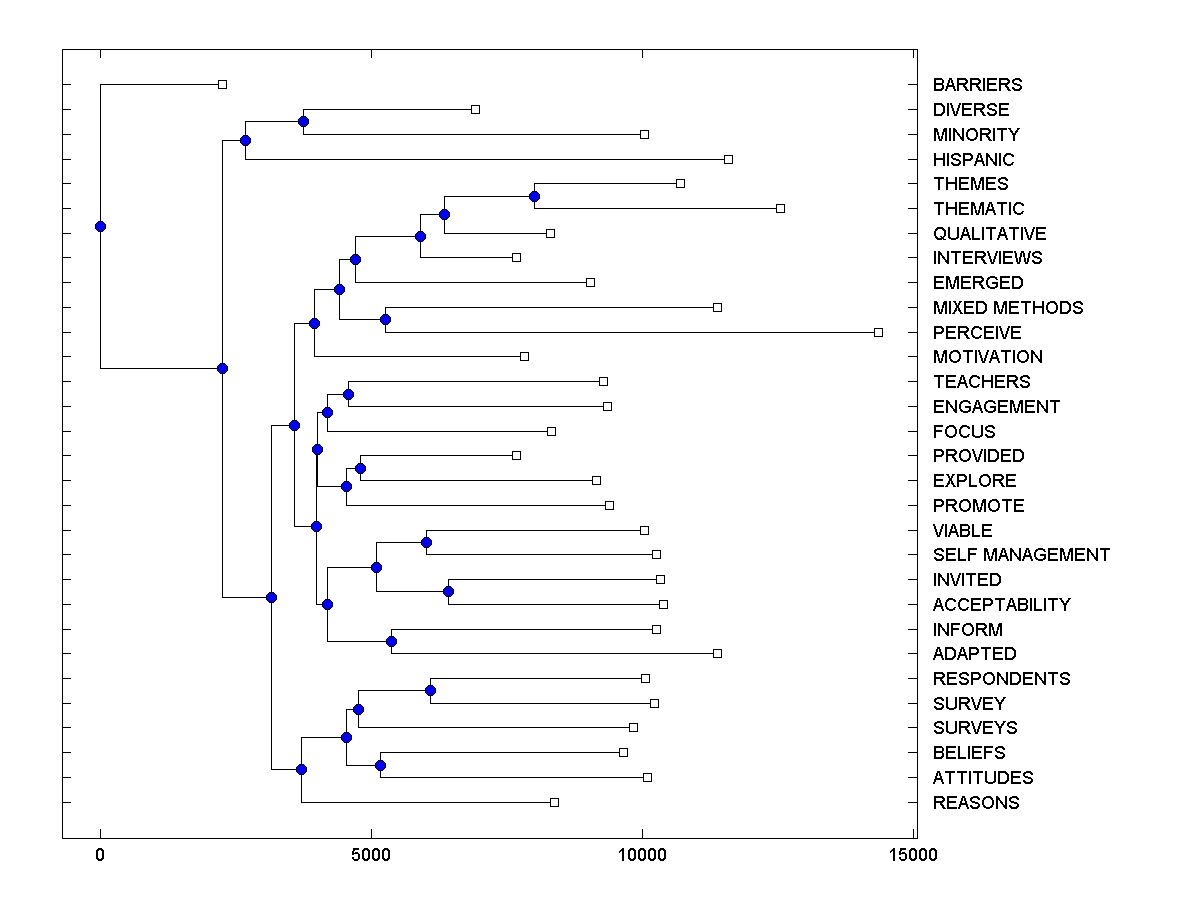 BARRIERS
DIVERSE
MINORITY
HISPANIC
THEMES
THEMATIC
QUALITATIVE
INTERVIEWS
EMERGED
MIXED METHODS
PERCEIVE
MOTIVATION
TEACHERS
ENGAGEMENT
FOCUS
PROVIDED
EXPLORE
PROMOTE
VIABLE
SELF MANAGEMENT
INVITED
ACCEPTABILITY
INFORM
ADAPTED
RESPONDENTS
SURVEY
SURVEYS
BELIEFS
ATTITUDES
REASONS
0 5000 10000 15000